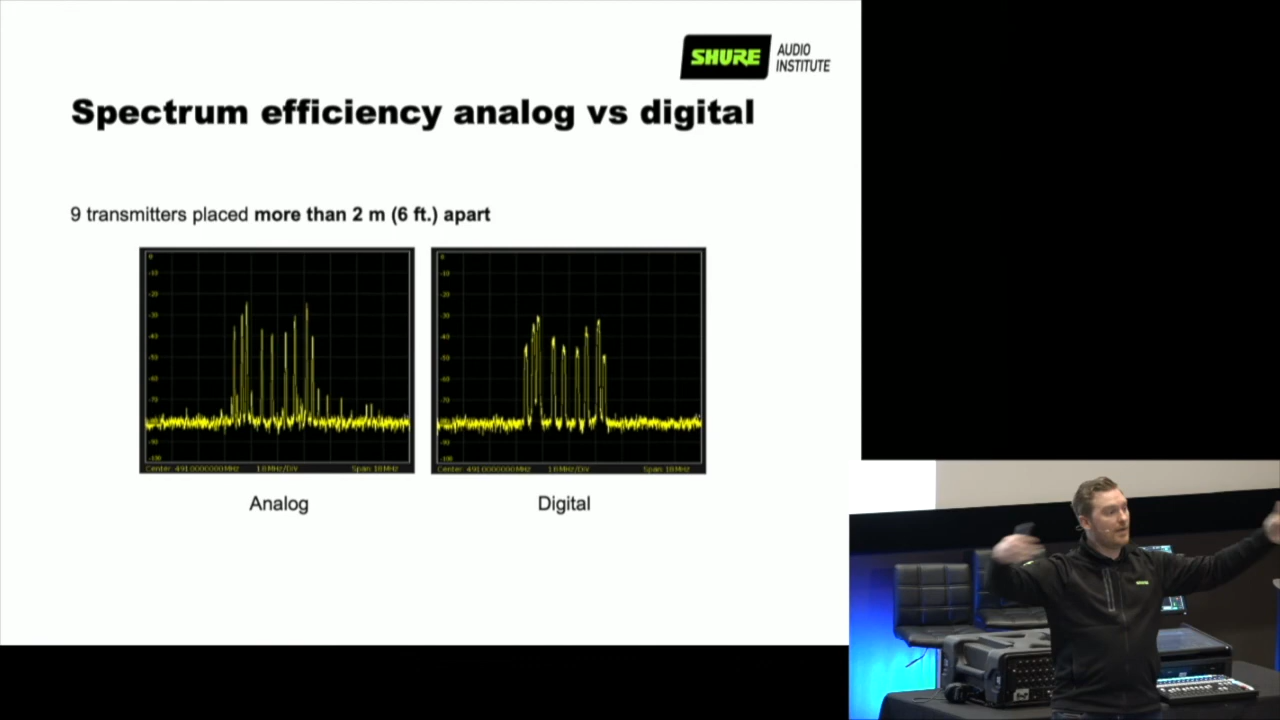 SHURE
AUDIO
INSTITUTE
Spectrum efficiency analog vs digital
9 transmitters placed more than 2 m (6 ft.) apart
Analog
Digital